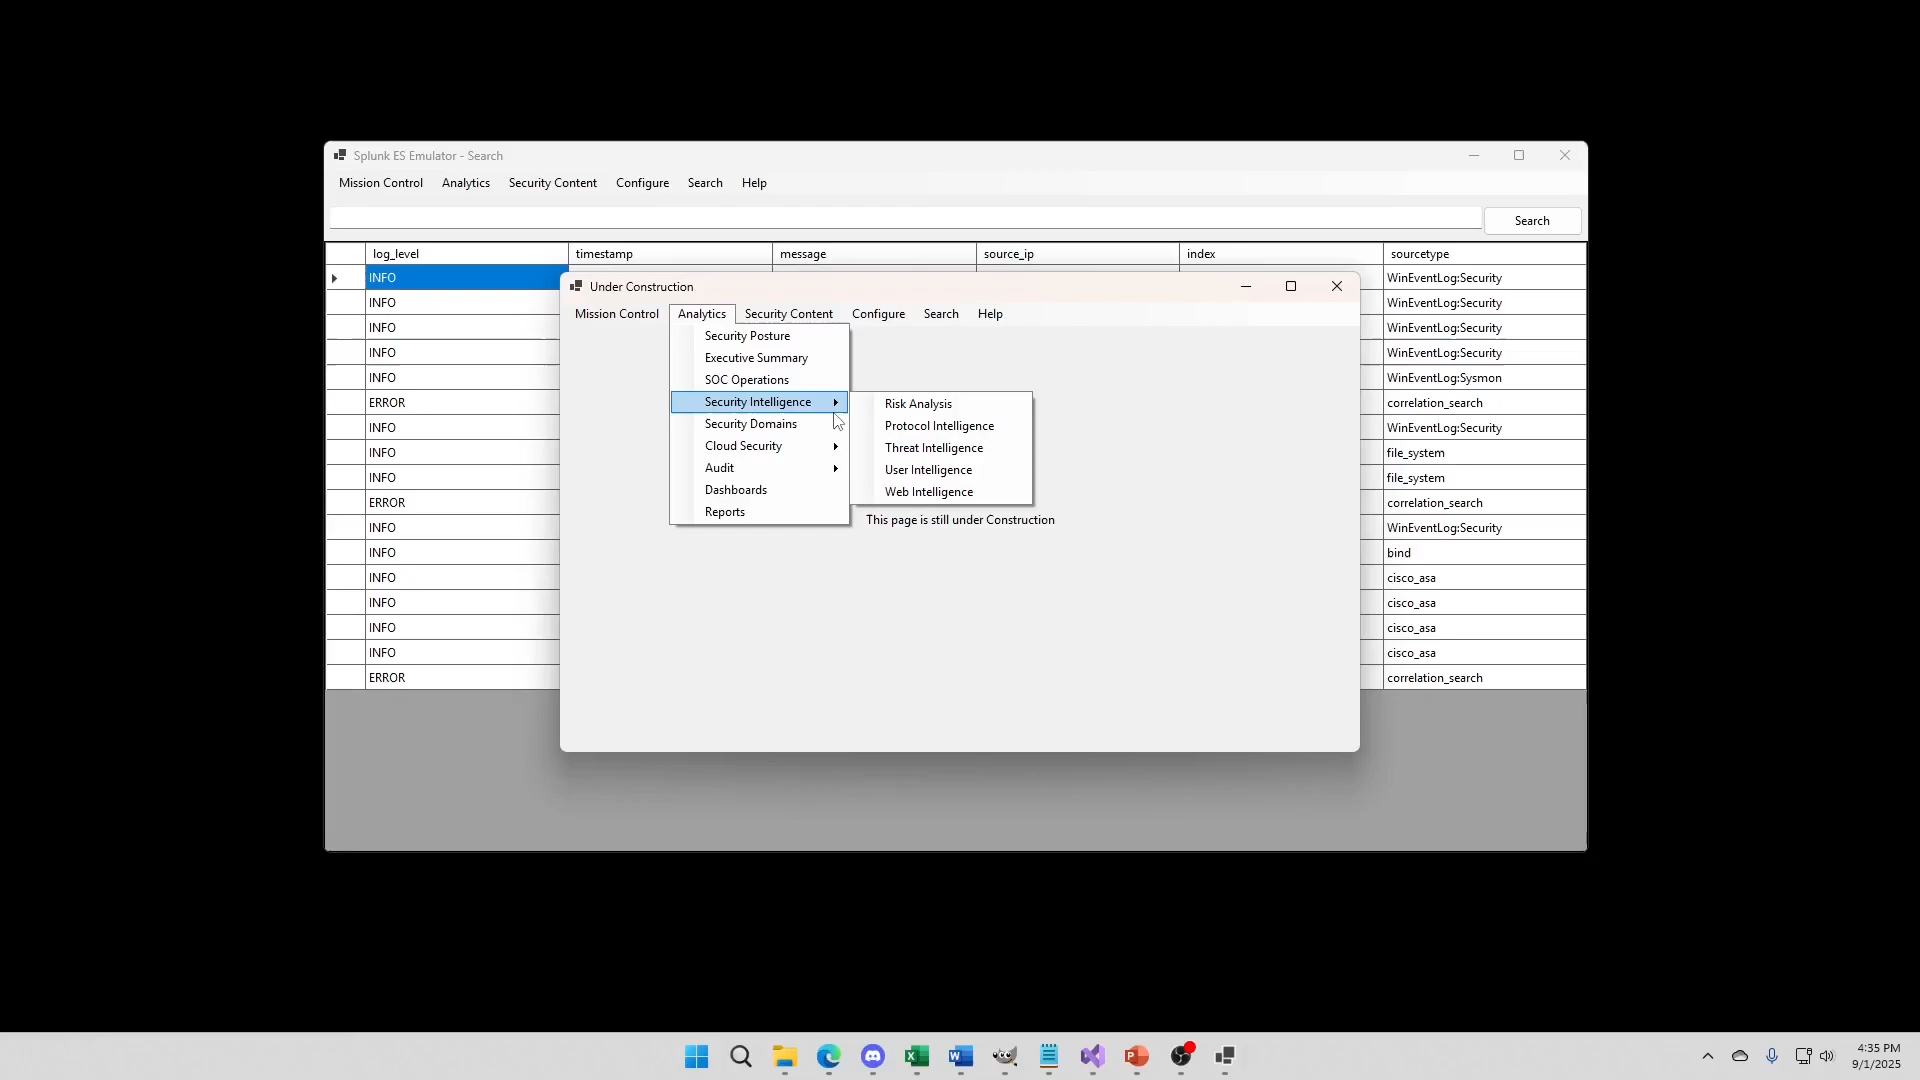 Splunk ES Emulator - Search
Mission Control Analytics Security Content Configure Search Help
Search
log_level timestamp message source_ip index sourcetype
INFO WinEventLog:Security
Under Construction
INFO WinEventLog:Security
Mission Control Analytics Security Content Configure Search Help
INFO WinEventLog:Security
Security Posture
INFO WinEventLog:Security
Executive Summary
INFO WinEventLog:Sysmon
SOC Operations
ERROR correlation_search
Security Intelligence Risk Analysis
INFO WinEventLog:Security
Security Domains Protocol Intelligence
INFO file_system
Cloud Security Threat Intelligence
INFO file_system
Audit User Intelligence
ERROR correlation_search
Dashboards Web Intelligence
Reports
This page is still under Construction
INFO WinEventLog:Security
INFO bind
INFO cisco_asa
INFO cisco_asa
INFO cisco_asa
INFO cisco_asa
ERROR correlation_search
4:35 PM
9/1/2025